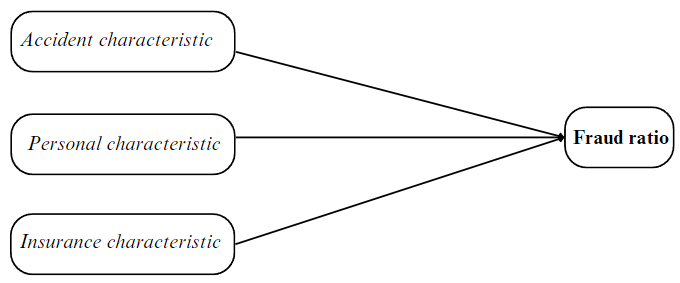 Accident characteristic
Personal characteristic
Fraud ratio
Insurance characteristic